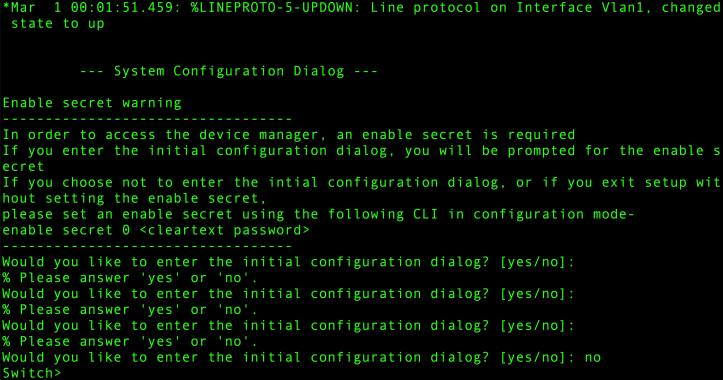 *Mar  1 00:01:51.459: %LINEPROTO-5-UPDOWN: Line protocol on Interface Vlan1, changed
 state to up
         --- System Configuration Dialog ---
Enable secret warning
----------------------------------
In order to access the device manager, an enable secret is required
If you enter the initial configuration dialog, you will be prompted for the enable s
ecret
If you choose not to enter the intial configuration dialog, or if you exit setup wit
hout setting the enable secret,
please set an enable secret using the following CLI in configuration mode-
enable secret 0 <cleartext password>
----------------------------------
Would you like to enter the initial configuration dialog? [yes/no]:
% Please answer 'yes' or 'no'.
Would you like to enter the initial configuration dialog? [yes/no]:
% Please answer 'yes' or 'no'.
Would you like to enter the initial configuration dialog? [yes/no]:
% Please answer 'yes' or 'no'.
Would you like to enter the initial configuration dialog? [yes/no]: no
Switch>